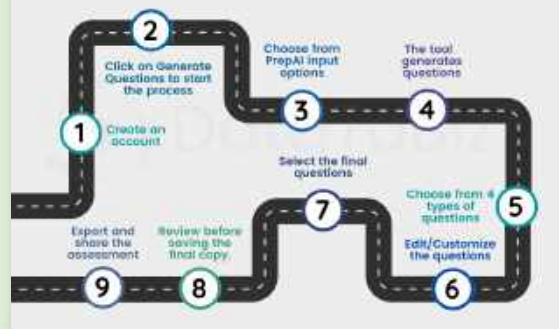 1
Create an
account
2
Click on Generate
Questions to start
the process
3
Choose from
PrepAI input
options
4
The tool
generates
questions
5
Choose from 4
types of
questions
6
Edit/Customize
the questions
7
Select the final
questions
8
Review before
saving the
final copy.
9
Export and
share the
assessment